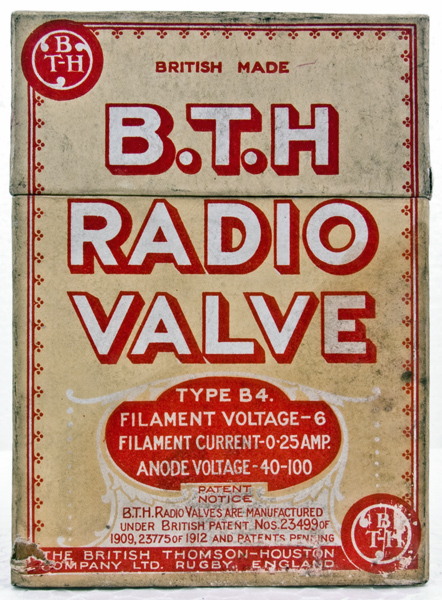 B
T-H
BRITISH MADE
B.T.H
RADIO
VALVE
TYPE B4.
FILAMENT VOLTAGE-6
FILAMENT CURRENT-0·25 AMP.
ANODE VOLTAGE-40-100
PATENT
NOTICE
B.T.H. RADIO VALVES ARE MANUFACTURED
UNDER BRITISH PATENT NOS. 23499 OF
1909, 23775 OF 1912 AND PATENTS PENDING
B
T-H
THE BRITISH THOMSON-HOUSTON
COMPANY LTD. RUGBY, ENGLAND